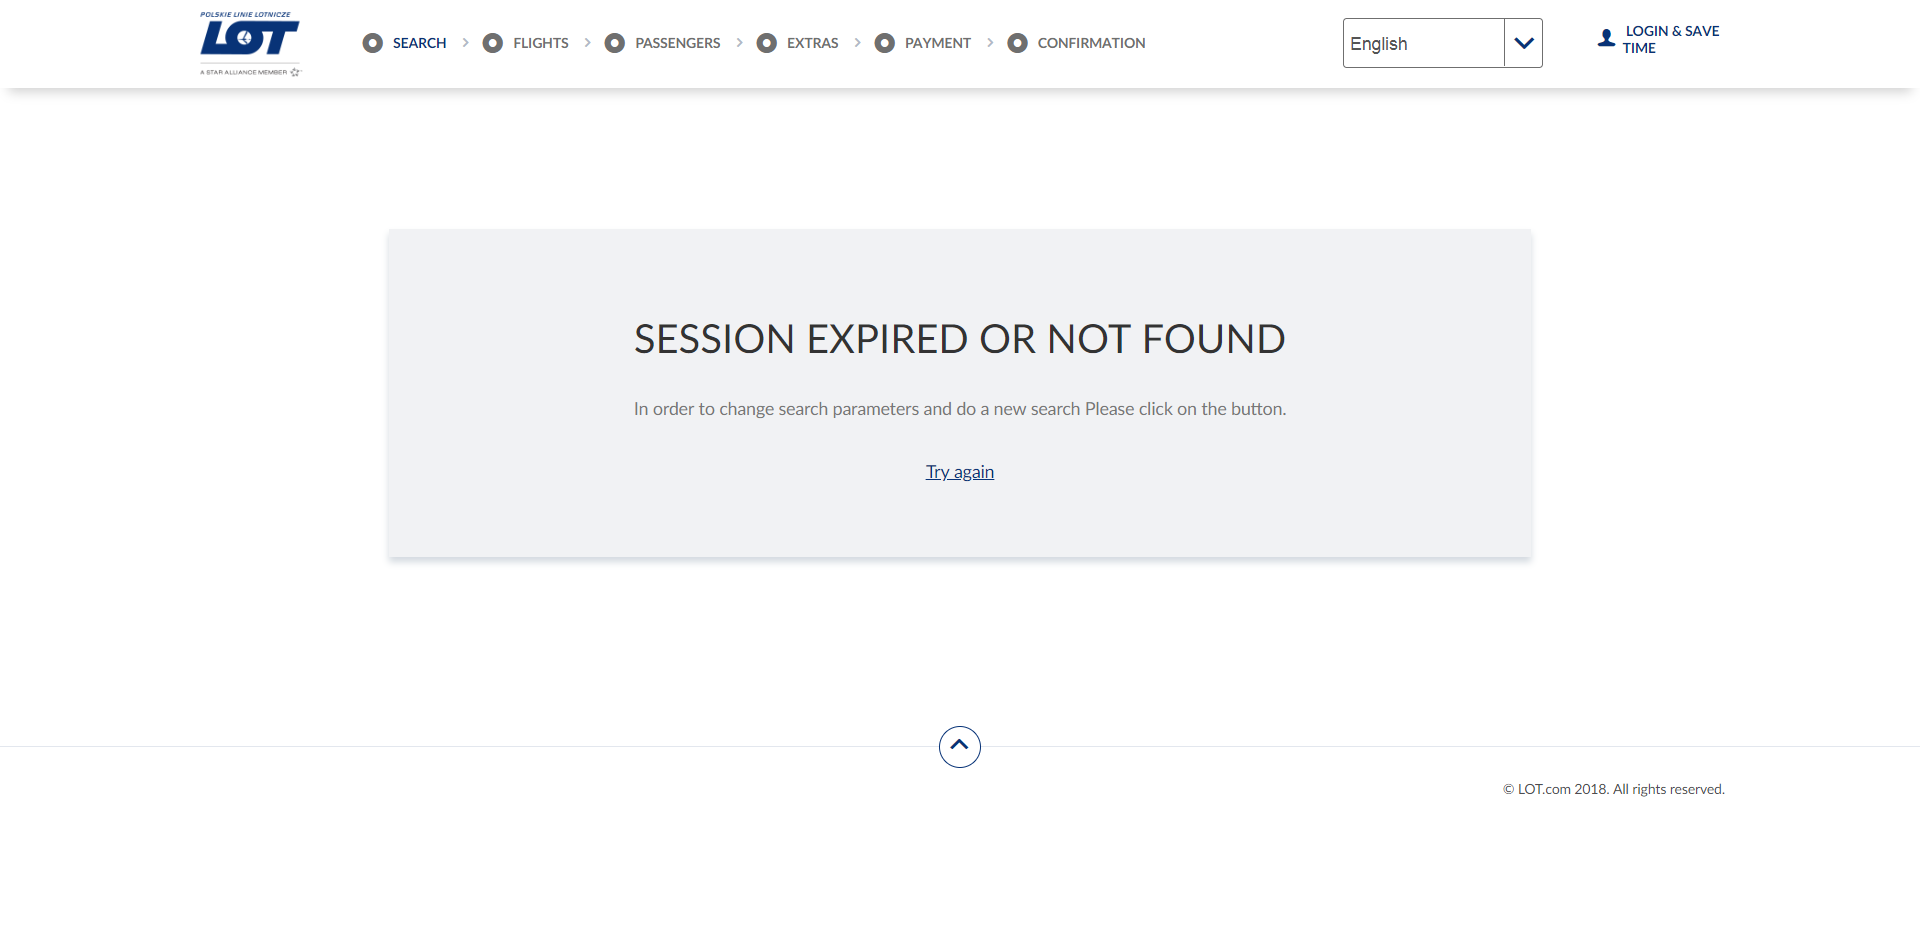 POLSKIE LINIE LOTNICZE
LOT
A STAR ALLIANCE MEMBER
SEARCH
FLIGHTS
PASSENGERS
EXTRAS
PAYMENT
CONFIRMATION
English
LOGIN & SAVE
TIME
SESSION EXPIRED OR NOT FOUND
In order to change search parameters and do a new search Please click on the button.
Try again
© LOT.com 2018. All rights reserved.